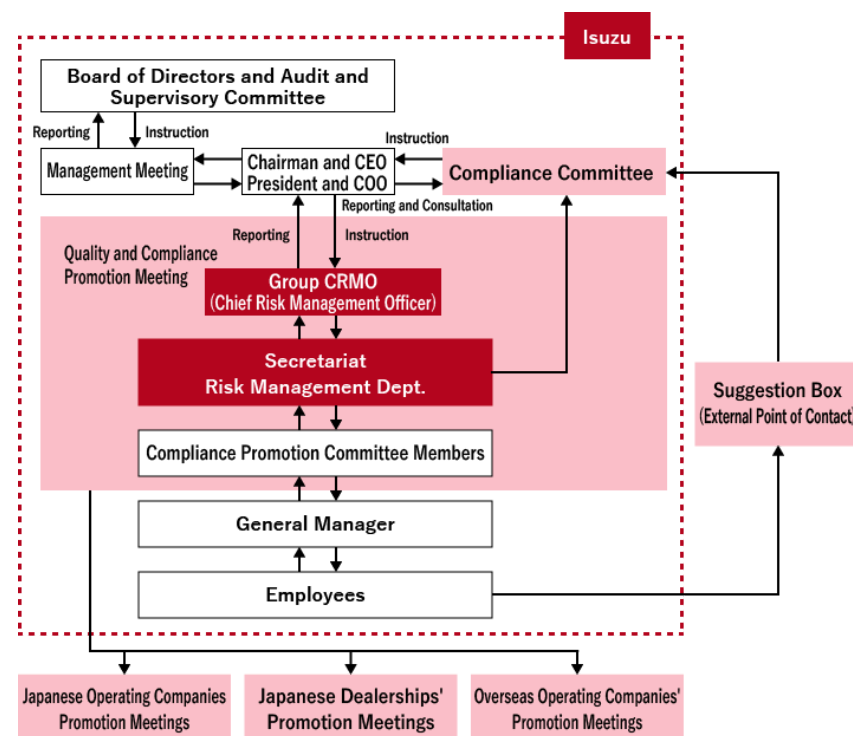 Isuzu
Board of Directors and Audit and
Supervisory Committee
Reporting
Instruction
Management Meeting
Chairman and CEO
President and COO
Instruction
Compliance Committee
Reporting and Consultation
Reporting
Instruction
Quality and Compliance
Promotion Meeting
Group CRMO
(Chief Risk Management Officer)
Secretariat
Risk Management Dept.
Suggestion Box
(External Point of Contact)
Compliance Promotion Committee Members
General Manager
Employees
Japanese Operating Companies
Promotion Meetings
Japanese Dealerships'
Promotion Meetings
Overseas Operating Companies'
Promotion Meetings